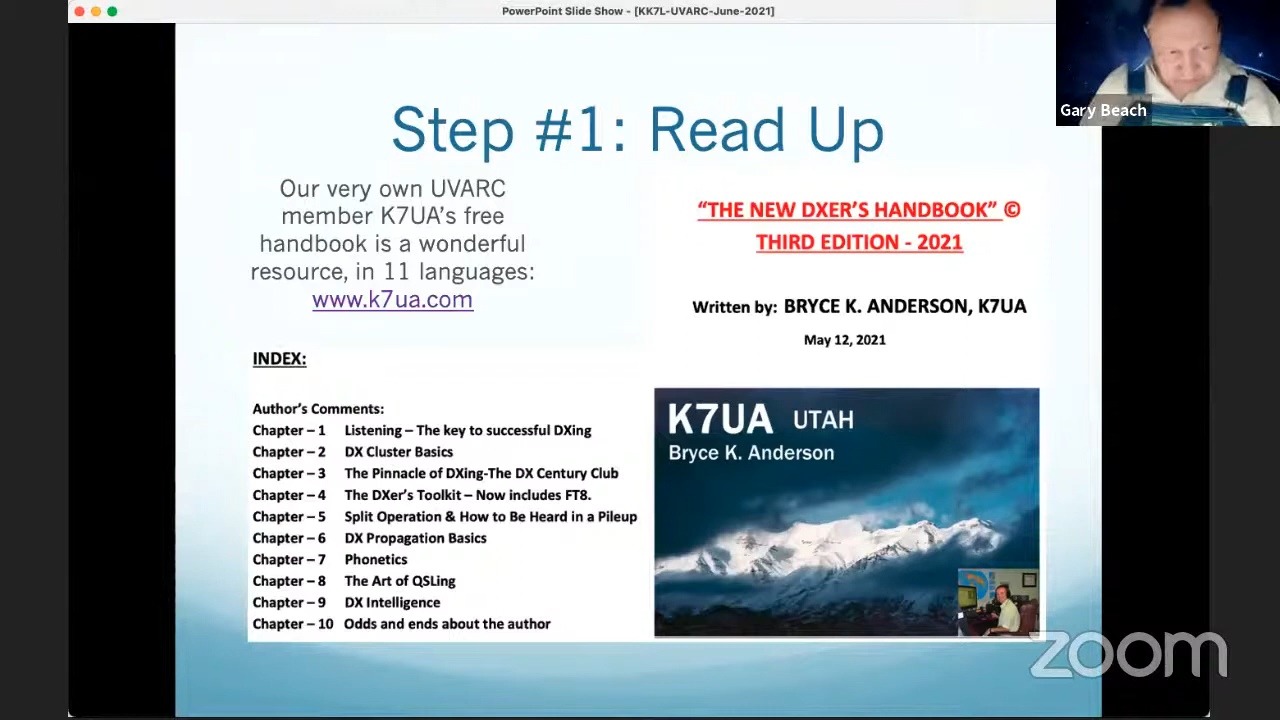 PowerPoint Slide Show - [KK7L-UVARC-June-2021]
Gary Beach
Step #1: Read Up
Our very own UVARC
member K7UA's free
handbook is a wonderful
resource, in 11 languages:
www.k7ua.com
“THE NEW DXER'S HANDBOOK” ©
THIRD EDITION - 2021
Written by: BRYCE K. ANDERSON, K7UA
May 12, 2021
INDEX:
Author's Comments:
Chapter – 1 Listening – The key to successful DXing
Chapter – 2 DX Cluster Basics
Chapter – 3 The Pinnacle of DXing-The DX Century Club
Chapter – 4 The DXer's Toolkit – Now includes FT8.
Chapter – 5 Split Operation & How to Be Heard in a Pileup
Chapter – 6 DX Propagation Basics
Chapter – 7 Phonetics
Chapter – 8 The Art of QSLing
Chapter – 9 DX Intelligence
Chapter – 10 Odds and ends about the author
K7UA UTAH
Bryce K. Anderson
zoom